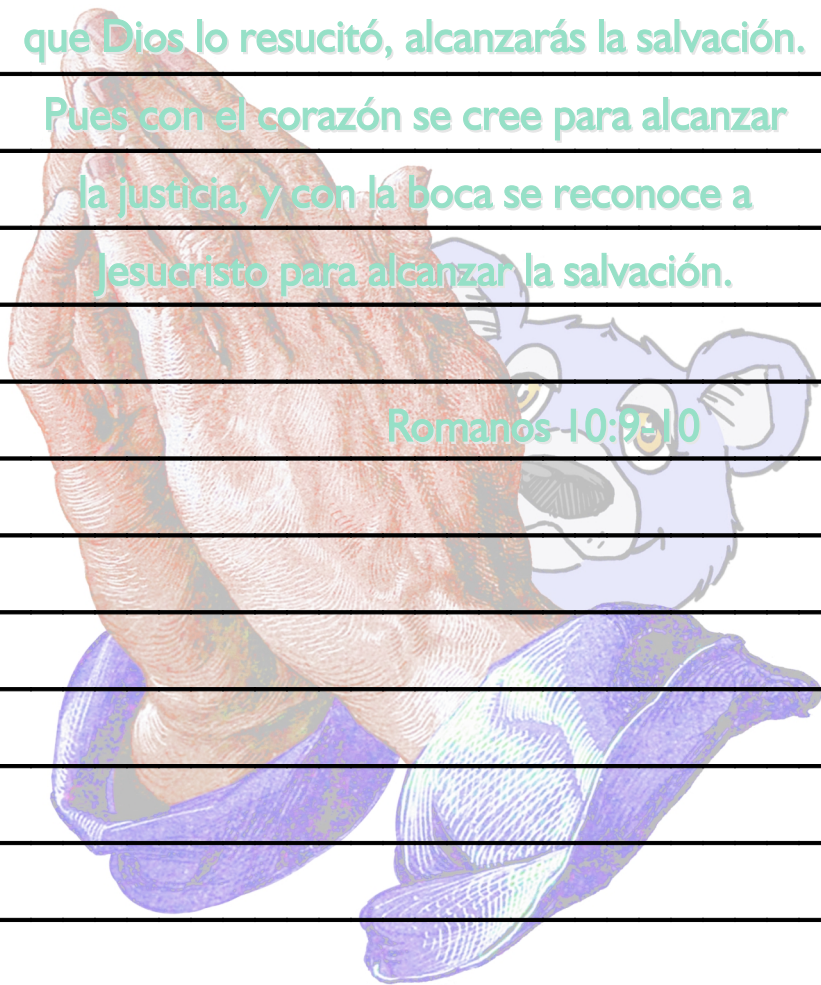 que Dios lo resucitó, alcanzarás la salvación.
Pues con el corazón se cree para alcanzar
la justicia, y con la boca se reconoce a
Jesucristo para alcanzar la salvación.
Romanos 10:9-10